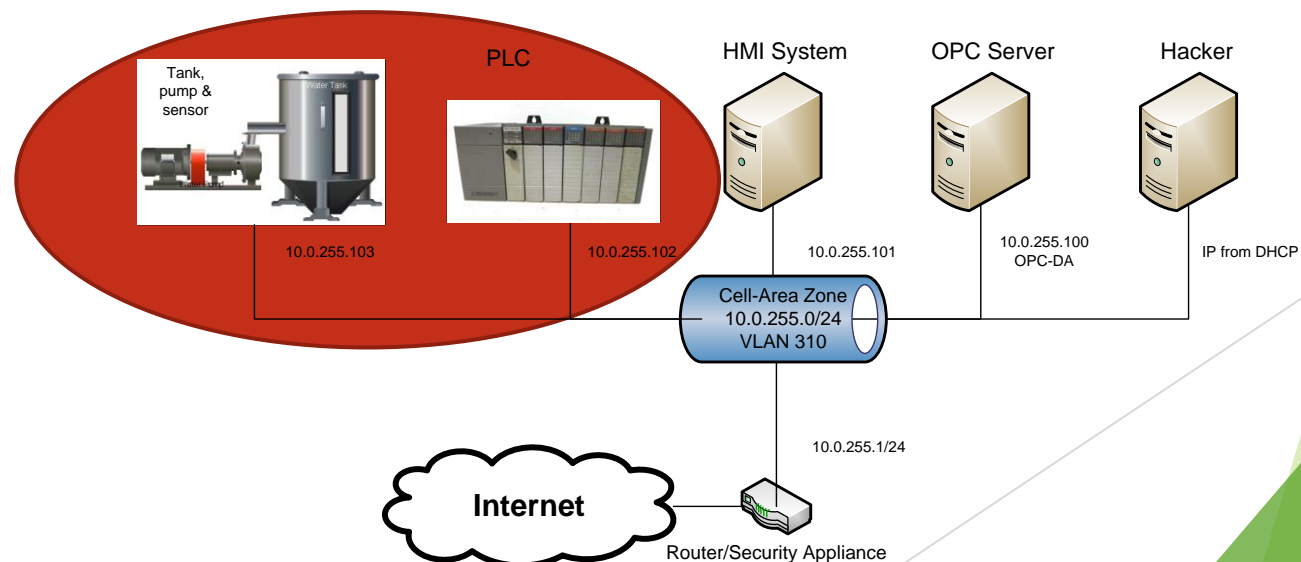 PLC
HMI System
OPC Server
Hacker
Tank,
pump &
sensor
Water Tank
10.0.255.103
10.0.255.102
10.0.255.101
10.0.255.100
OPC-DA
IP from DHCP
Cell-Area Zone
10.0.255.0/24
VLAN 310
10.0.255.1/24
Internet
Router/Security Appliance